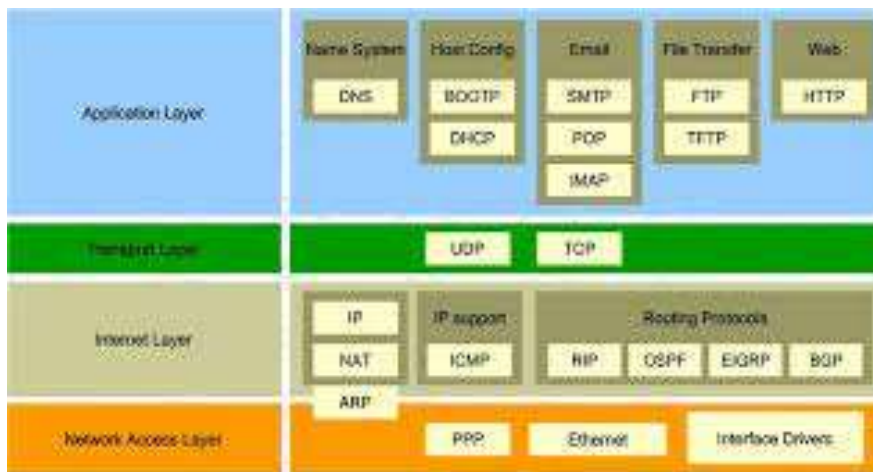 Application Layer
Name System
Host Config
Email
File Transfer
Web
DNS
BOOTP
SMTP
FTP
HTTP
DHCP
POP
TFTP
IMAP
Transport Layer
UDP
TCP
Internet Layer
IP
IP support
Routing Protocols
NAT
ICMP
RIP
OSPF
EIGRP
BGP
ARP
Network Access Layer
PPP
Ethernet
Interface Drivers